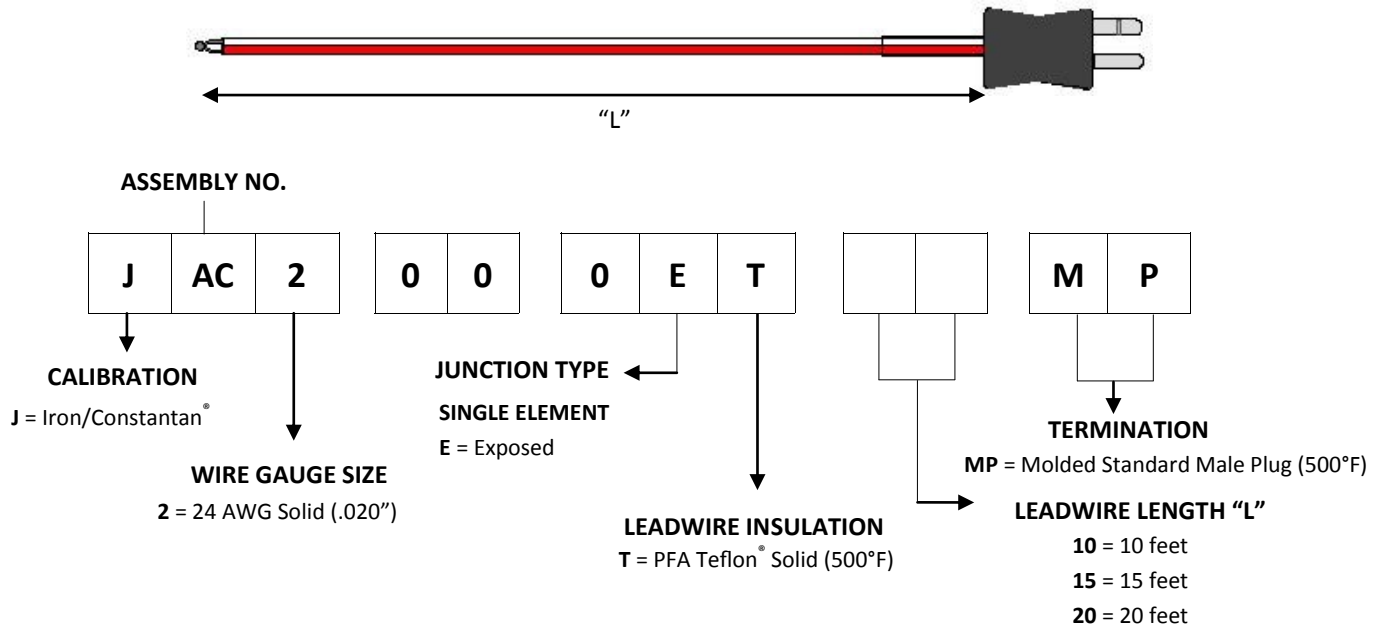 “L”
ASSEMBLY NO.
J AC 2 0 0 0 E T M P
CALIBRATION
J = Iron/Constantan®
WIRE GAUGE SIZE
2 = 24 AWG Solid (.020”)
JUNCTION TYPE
SINGLE ELEMENT
E = Exposed
LEADWIRE INSULATION
T = PFA Teflon® Solid (500°F)
TERMINATION
MP = Molded Standard Male Plug (500°F)
LEADWIRE LENGTH “L”
10 = 10 feet
15 = 15 feet
20 = 20 feet